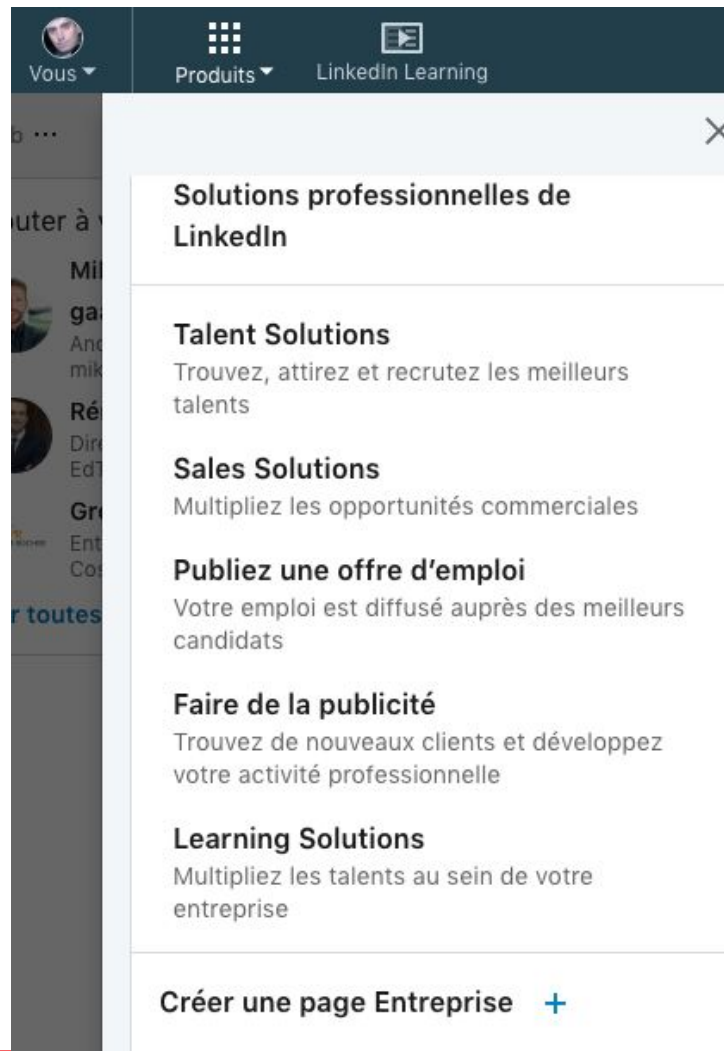 Vous
Produits
LinkedIn Learning
Solutions professionnelles de
LinkedIn
Talent Solutions
Trouvez, attirez et recrutez les meilleurs
talents
Sales Solutions
Multipliez les opportunités commerciales
Publiez une offre d'emploi
Votre emploi est diffusé auprès des meilleurs
candidats
Faire de la publicité
Trouvez de nouveaux clients et développez
votre activité professionnelle
Learning Solutions
Multipliez les talents au sein de votre
entreprise
Créer une page Entreprise +